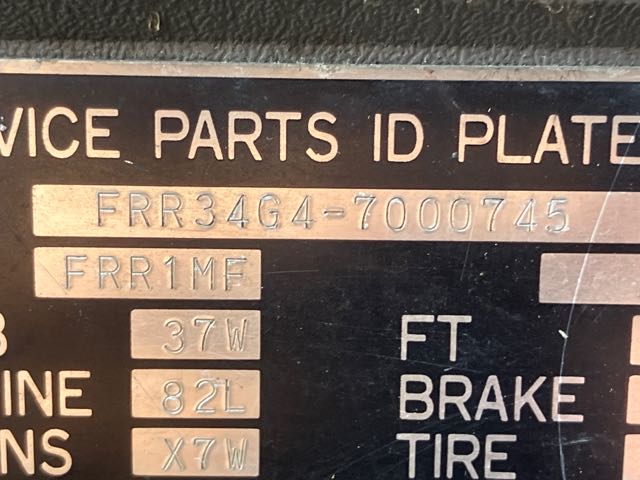 VICE PARTS ID PLATE
FRR34G4-7000745
FRR1MF
37W FT
INE 82L BRAKE
NS X7W TIRE